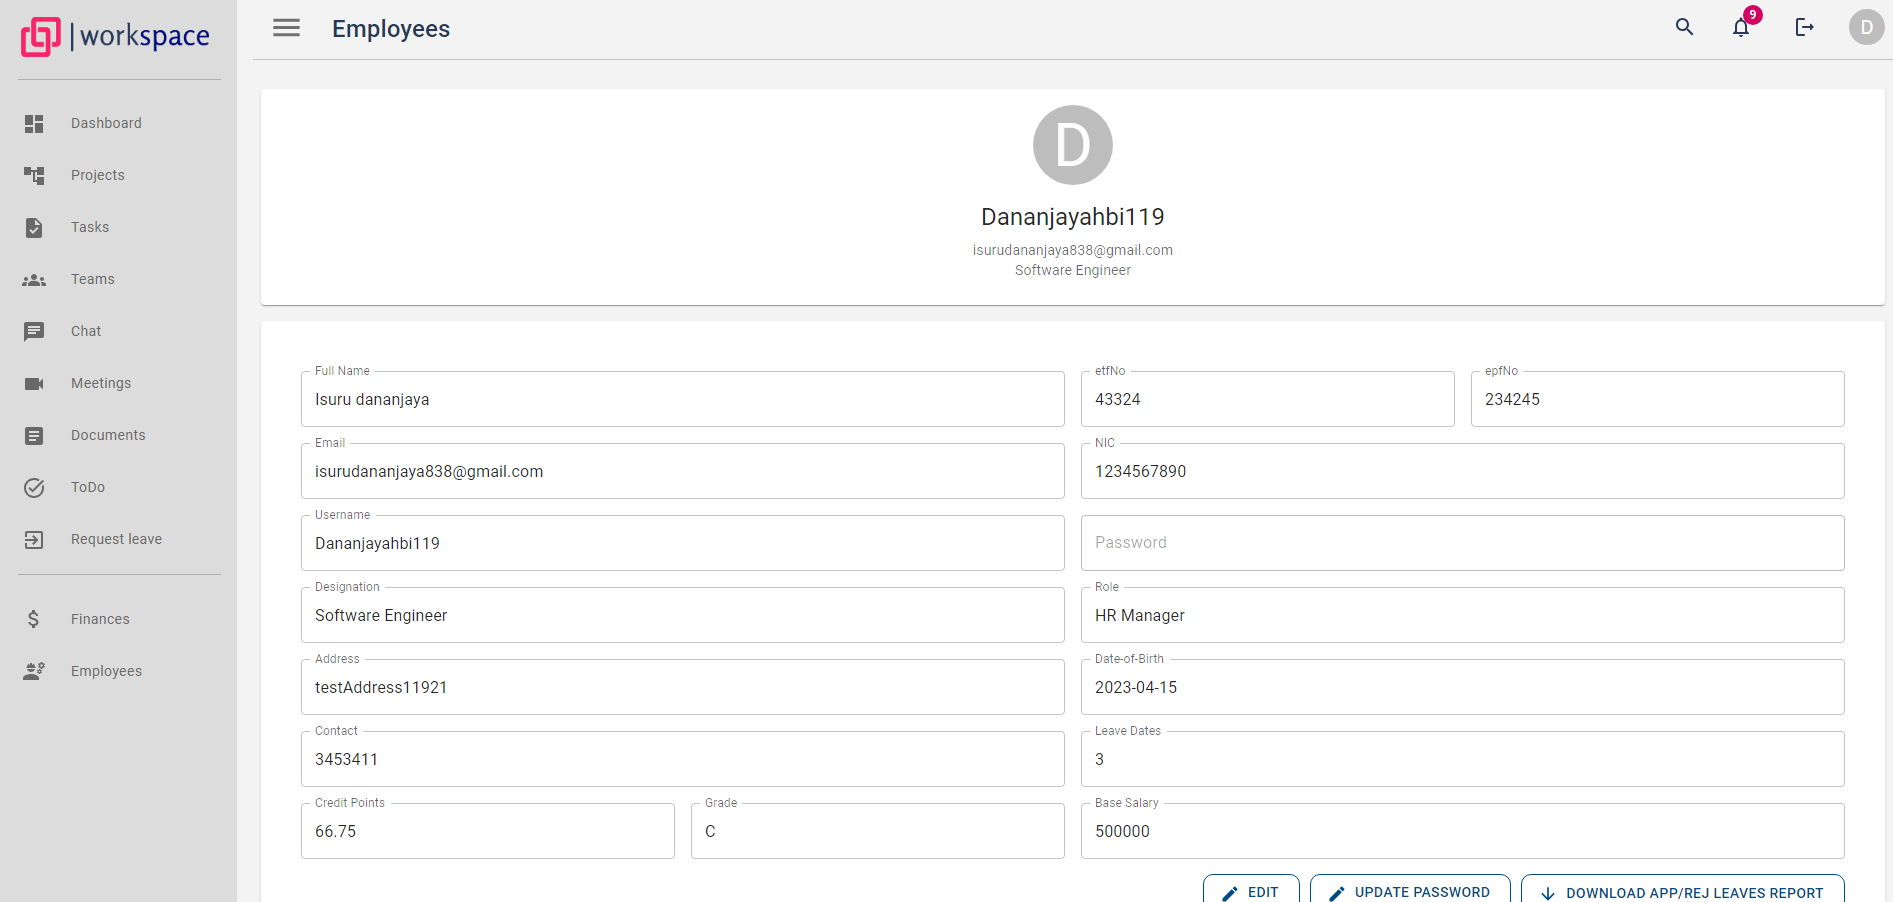 |workspace
Employees
9
D
Dashboard
Projects
Tasks
Teams
Chat
Meetings
Documents
ToDo
Request leave
Finances
Employees
D
Dananjayahbi119
isurudananjaya838@gmail.com
Software Engineer
Full Name
Isuru dananjaya
etfNo
43324
epfNo
234245
Email
isurudananjaya838@gmail.com
NIC
1234567890
Username
Dananjayahbi119
Password
Designation
Software Engineer
Role
HR Manager
Address
testAddress11921
Date-of-Birth
2023-04-15
Contact
3453411
Leave Dates
3
Credit Points
66.75
Grade
C
Base Salary
500000
EDIT
UPDATE PASSWORD
DOWNLOAD APP/REJ LEAVES REPORT